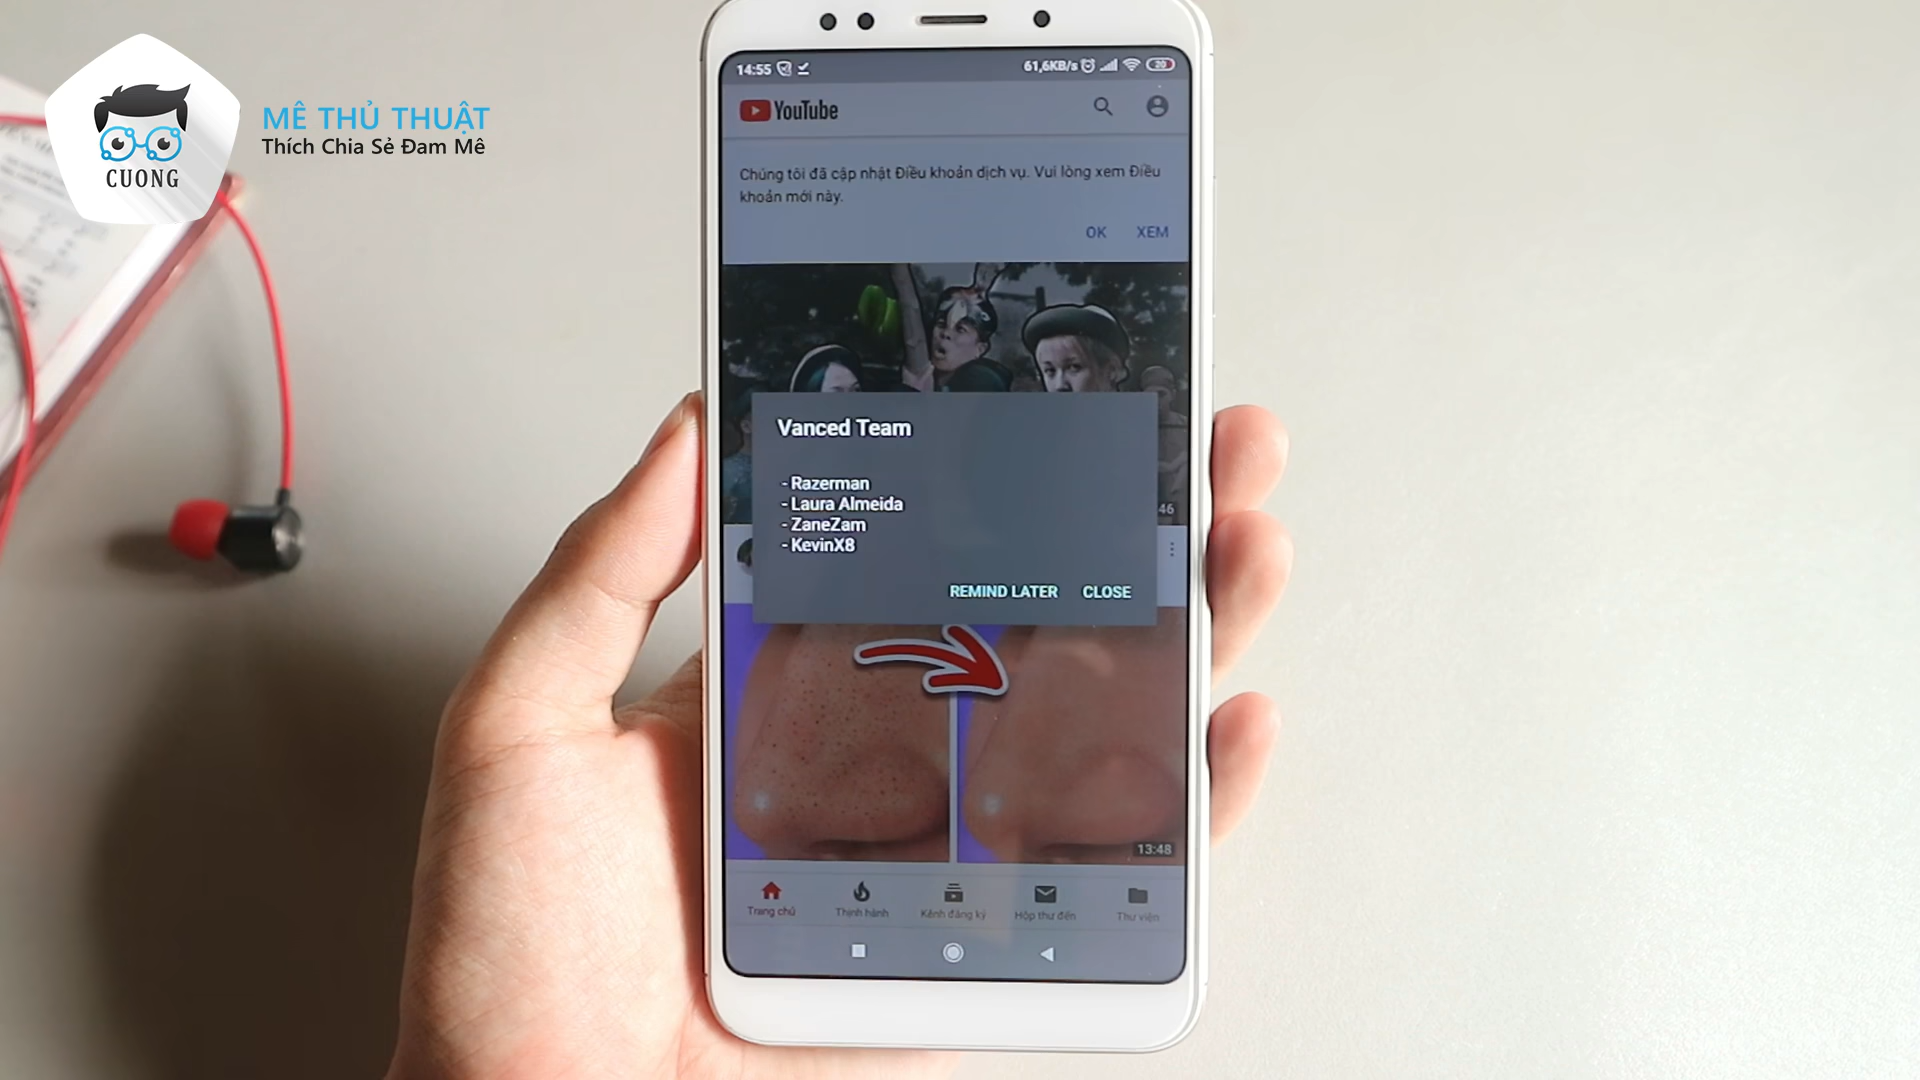 CUONG
MÊ THỦ THUẬT
Thích Chia Sẻ Đam Mê
14:55
61,6KB/s
20
YouTube
Chúng tôi đã cập nhật Điều khoản dịch vụ. Vui lòng xem Điều
khoản mới này.
OK XEM
Vanced Team
- Razerman
- Laura Almeida
- ZaneZam
- KevinX8
REMIND LATER CLOSE
:46
13:48
Trang chủ Thịnh hành Kênh đăng ký Hộp thư đến Thư viện